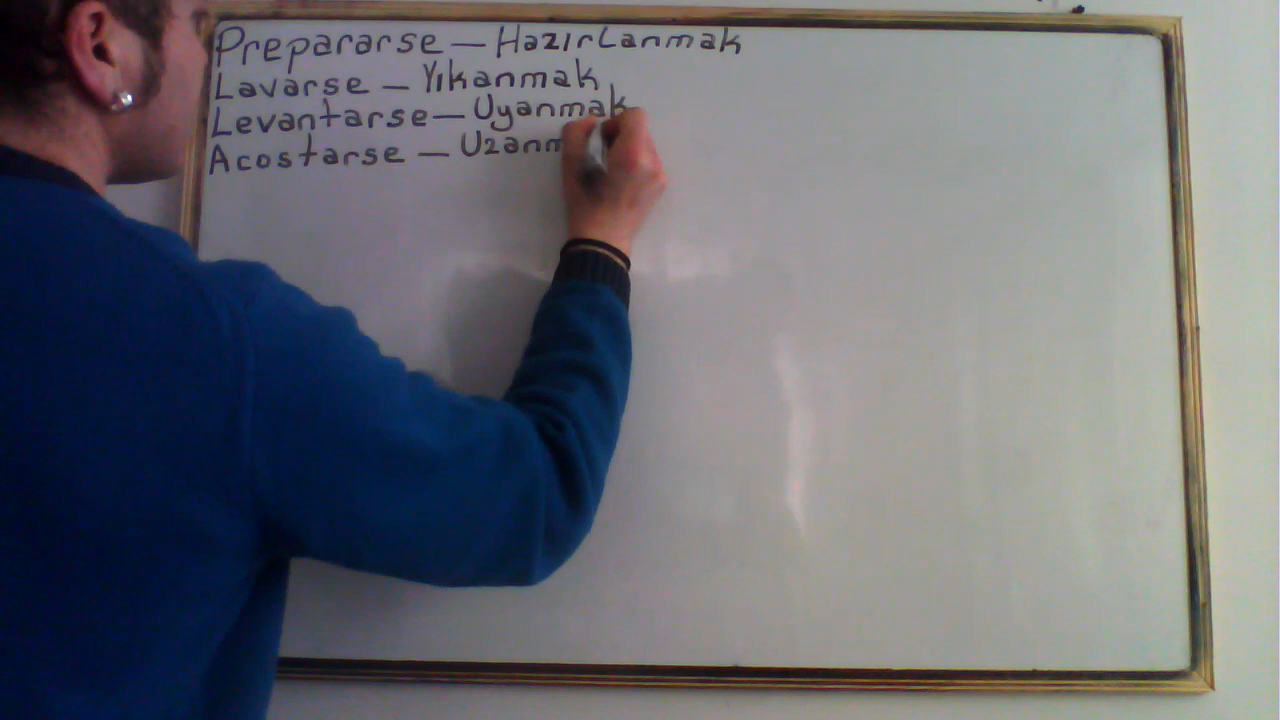 Prepararse — Hazırlanmak
Lavarse — Yıkanmak
Levantarse — Uyanmak
Acostarse — Uzanm